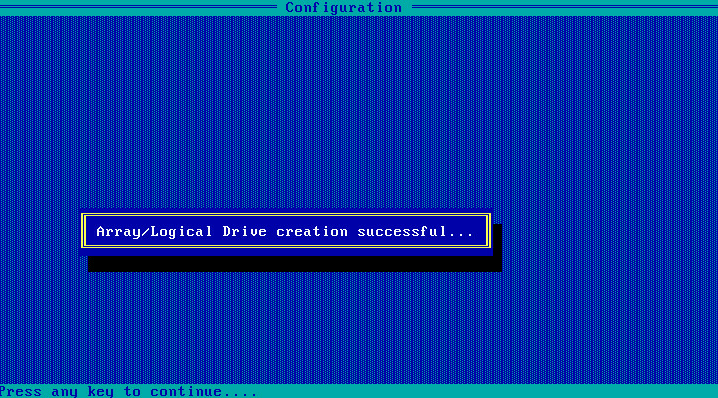 Configuration
Array/Logical Drive creation successful...
Press any key to continue....